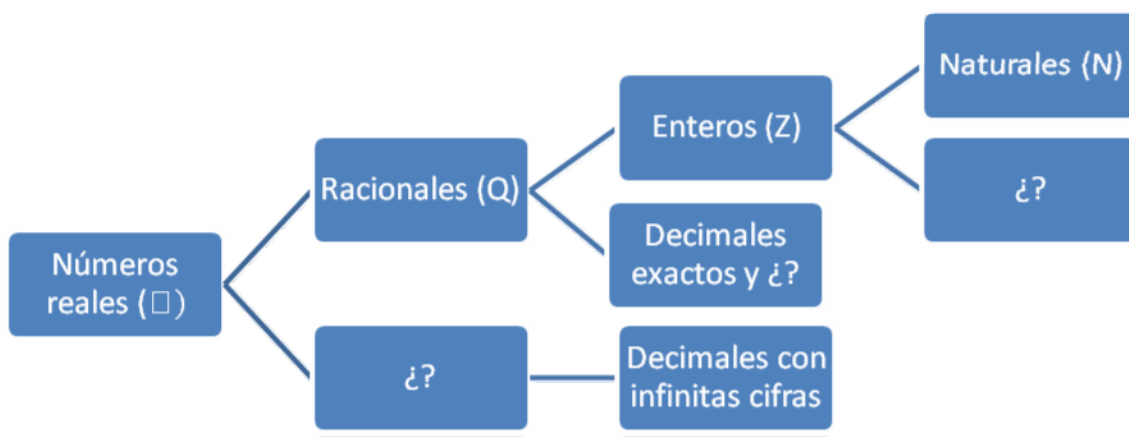 Naturales (N)
Enteros (Z)
¿?
Racionales (Q)
Decimales
exactos y ¿?
Números
reales (□)
¿?
Decimales con
infinitas cifras